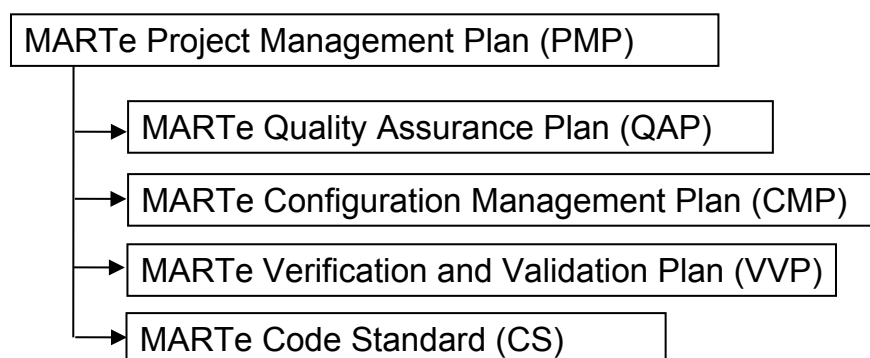 MARTe Project Management Plan (PMP)
MARTe Quality Assurance Plan (QAP)
MARTe Configuration Management Plan (CMP)
MARTe Verification and Validation Plan (VVP)
MARTe Code Standard (CS)